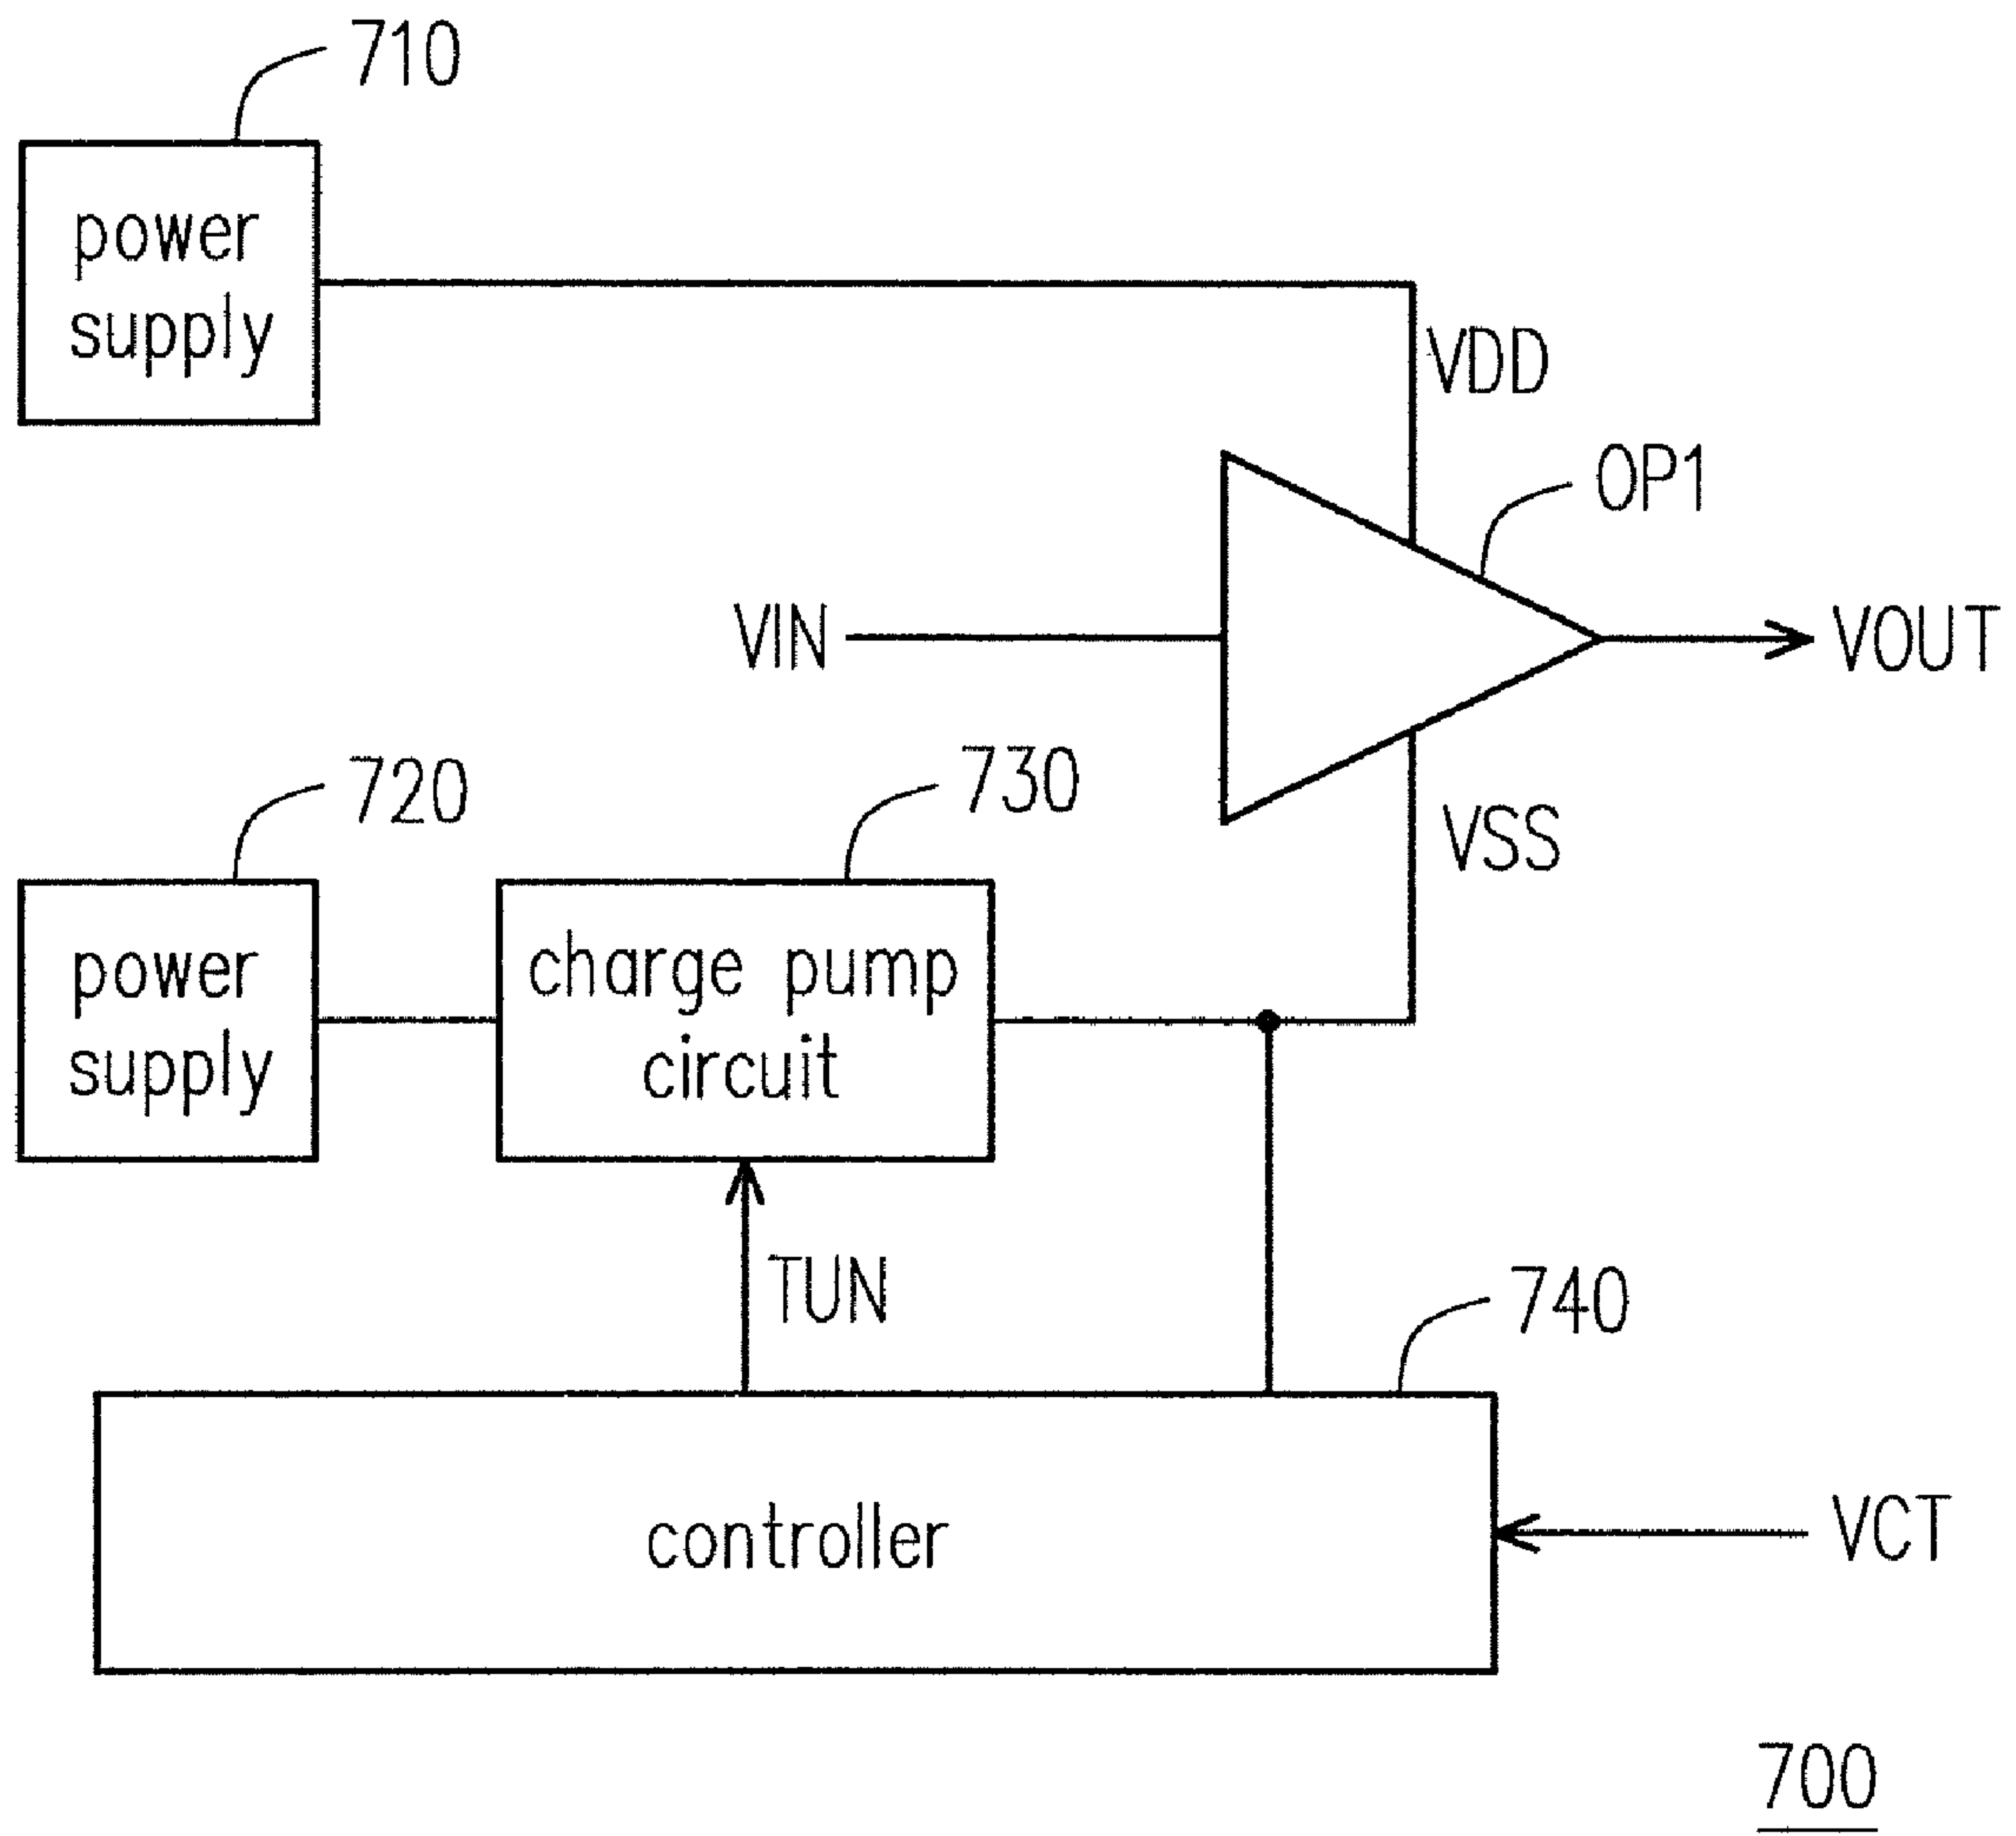 710
power
supply
VDD
OP1
VIN
VOUT
720
730
VSS
power
supply
charge pump
circuit
TUN
740
controller
VCT
700